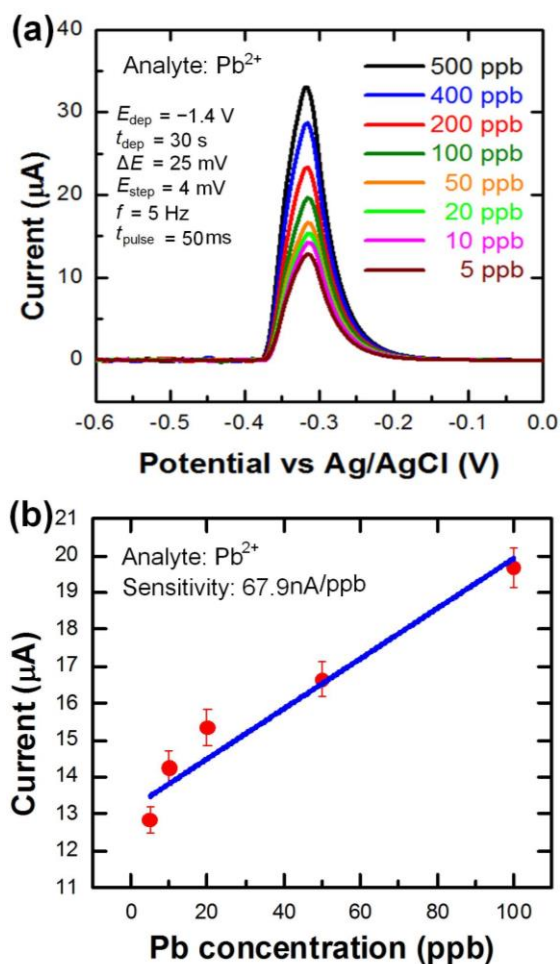 (a)
Analyte: Pb²⁺
E_dep = −1.4 V
t_dep = 30 s
ΔE = 25 mV
E_step = 4 mV
f = 5 Hz
t_pulse = 50ms
500 ppb
400 ppb
200 ppb
100 ppb
50 ppb
20 ppb
10 ppb
5 ppb
Current (μA)
40
30
20
10
0
-0.6 -0.5 -0.4 -0.3 -0.2 -0.1 0.0
Potential vs Ag/AgCl (V)
(b)
Analyte: Pb²⁺
Sensitivity: 67.9nA/ppb
Current (μA)
21
20
19
18
17
16
15
14
13
12
11
0 20 40 60 80 100
Pb concentration (ppb)